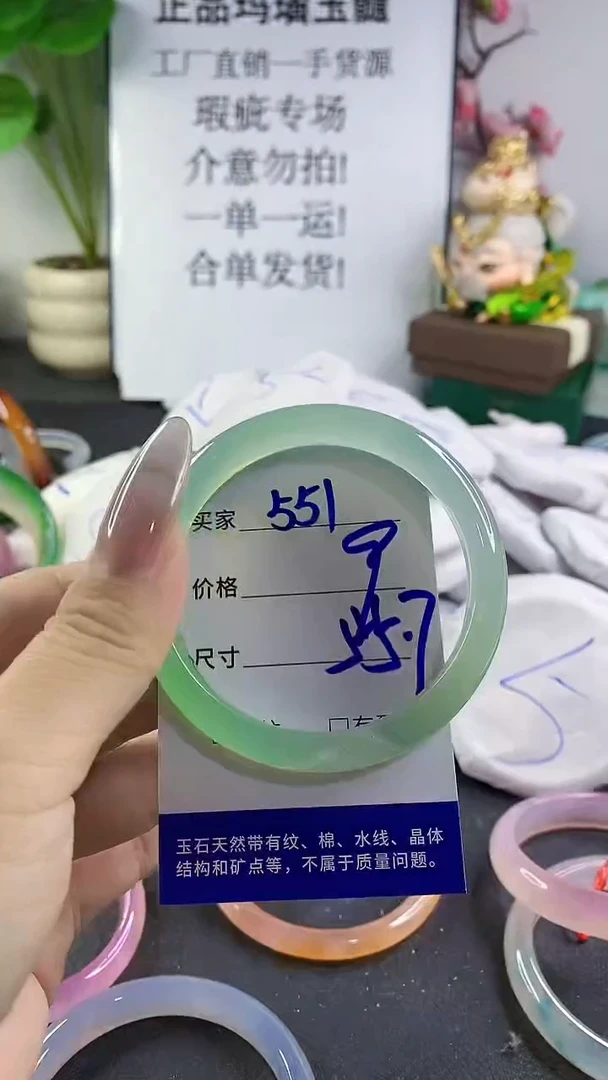 正品玛瑙玉髓
工厂直销一手货源
瑕疵专场
介意勿拍!
一单一运!
合单发货!
买家 551
价格
尺寸
玉石天然带有纹、棉、水线、晶体
结构和矿点等，不属于质量问题。